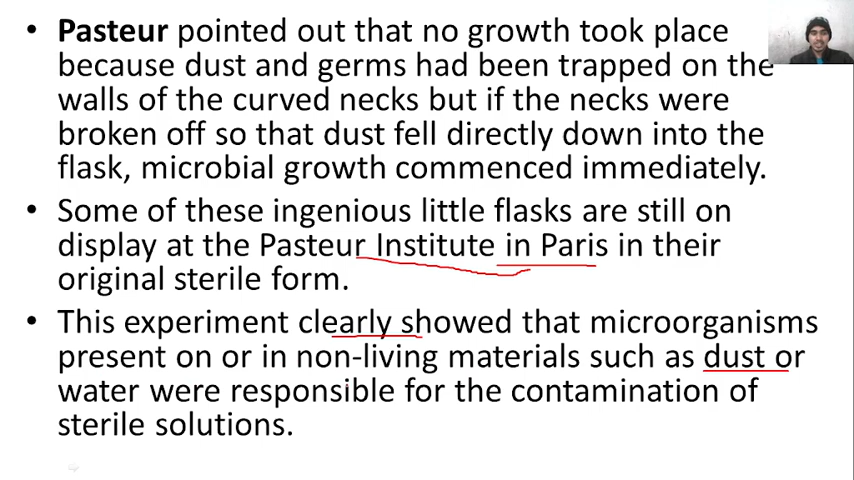 • Pasteur pointed out that no growth took place
because dust and germs had been trapped on the
walls of the curved necks but if the necks were
broken off so that dust fell directly down into the
flask, microbial growth commenced immediately.
• Some of these ingenious little flasks are still on
display at the Pasteur Institute in Paris in their
original sterile form.
• This experiment clearly showed that microorganisms
present on or in non-living materials such as dust or
water were responsible for the contamination of
sterile solutions.